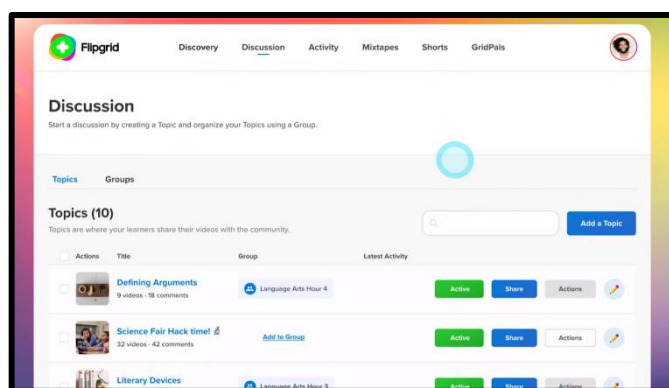 Flipgrid
Discovery Discussion Activity Mixtapes Shorts GridPals
Discussion
Start a discussion by creating a Topic and organize your Topics using a Group.
Topics Groups
Topics (10)
Topics are where your learners share their videos with the community.
Add a Topic
Actions Title Group Latest Activity
Defining Arguments
9 videos · 18 comments
Language Arts Hour 4
Active Share Actions
Science Fair Hack time!
32 videos · 42 comments
Add to Group
Active Share Actions
Literary Devices
Language Arts Hour 3
Active Share Actions